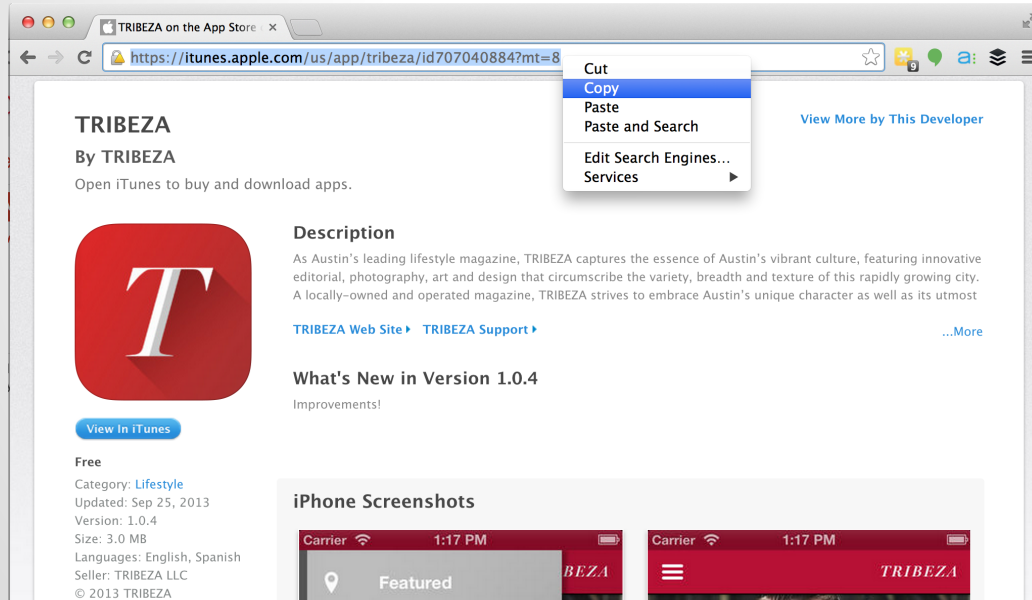 TRIBEZA on the App Store
https://itunes.apple.com/us/app/tribeza/id707040884?mt=8
9
a:
Cut
Copy
Paste
Paste and Search
Edit Search Engines...
Services
TRIBEZA
View More by This Developer
By TRIBEZA
Open iTunes to buy and download apps.
T
Description
As Austin's leading lifestyle magazine, TRIBEZA captures the essence of Austin's vibrant culture, featuring innovative
editorial, photography, art and design that circumscribe the variety, breadth and texture of this rapidly growing city.
A locally-owned and operated magazine, TRIBEZA strives to embrace Austin's unique character as well as its utmost
TRIBEZA Web Site TRIBEZA Support
...More
What's New in Version 1.0.4
Improvements!
View In iTunes
Free
Category: Lifestyle
Updated: Sep 25, 2013
Version: 1.0.4
Size: 3.0 MB
Languages: English, Spanish
Seller: TRIBEZA LLC
© 2013 TRIBEZA
iPhone Screenshots
Carrier 1:17 PM
Featured
BEZA
Carrier 1:17 PM
TRIBEZA